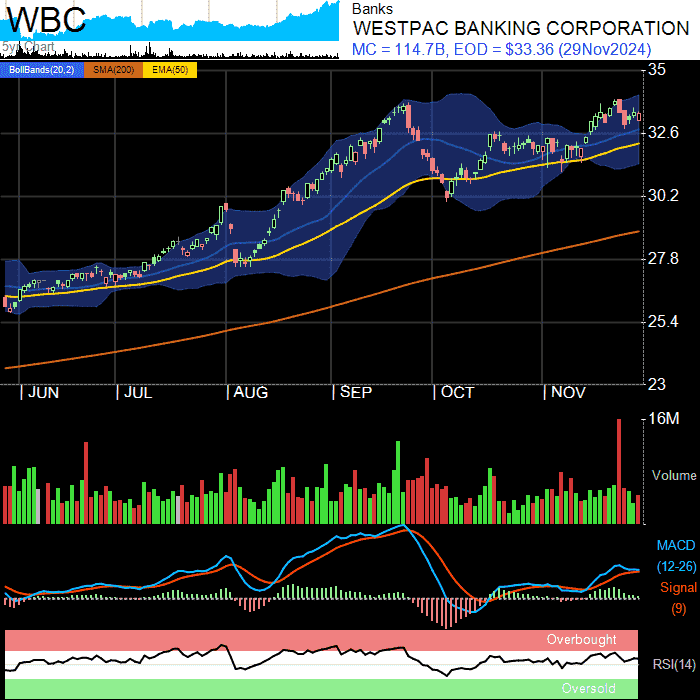 WBC
5yr Chart
Banks
WESTPAC BANKING CORPORATION
MC = 114.7B, EOD = $33.36 (29Nov2024)
BollBands(20,2) SMA(200) EMA(50)
35
32.6
30.2
27.8
25.4
23
JUN JUL AUG SEP OCT NOV
16M
Volume
MACD
(12-26)
Signal
(9)
Overbought
RSI(14)
Oversold